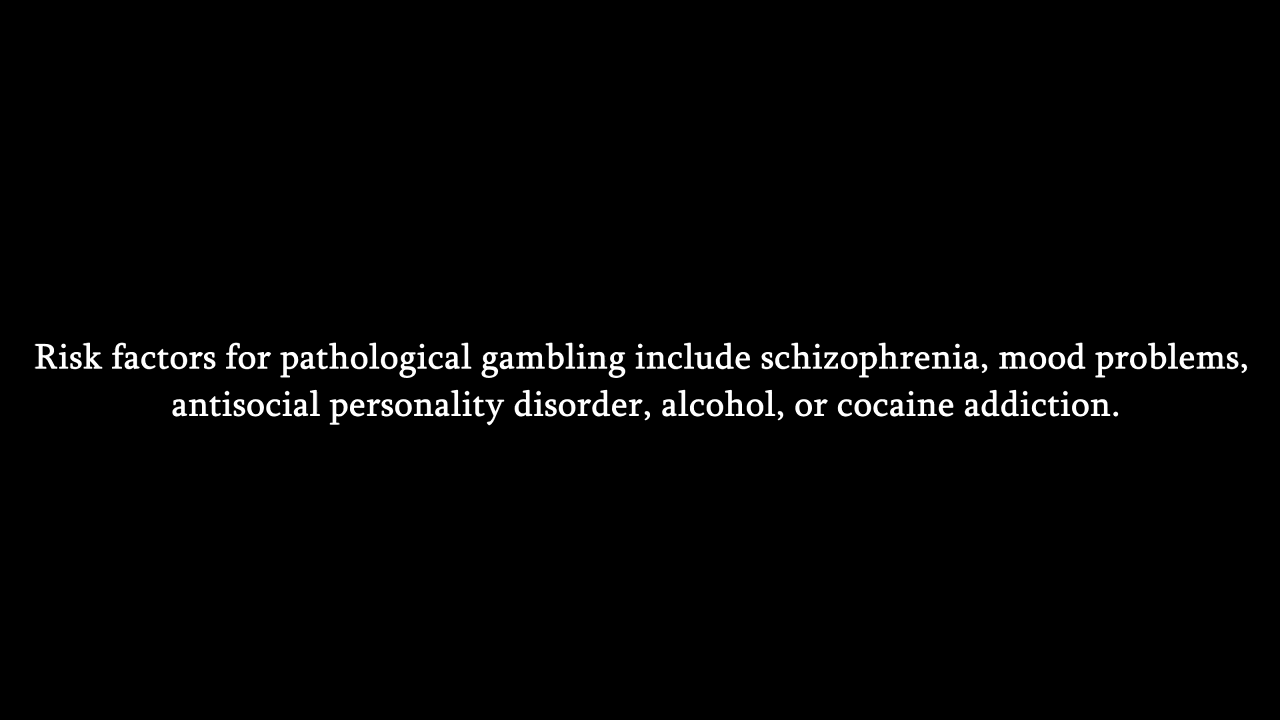 Risk factors for pathological gambling include schizophrenia, mood problems,
antisocial personality disorder, alcohol, or cocaine addiction.